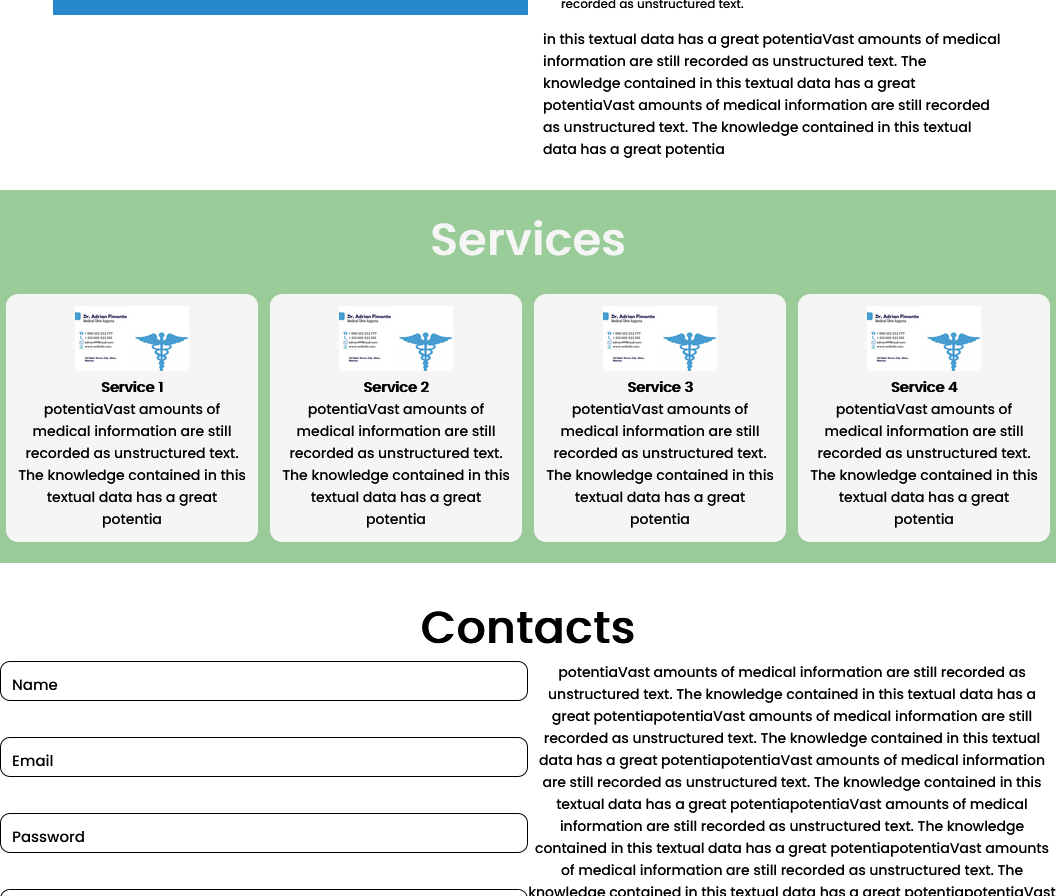 recorded as unstructured text.
in this textual data has a great potentiaVast amounts of medical
information are still recorded as unstructured text. The
knowledge contained in this textual data has a great
potentiaVast amounts of medical information are still recorded
as unstructured text. The knowledge contained in this textual
data has a great potentia
Services
Dr. Adrian Pimento
Service 1
potentiaVast amounts of
medical information are still
recorded as unstructured text.
The knowledge contained in this
textual data has a great
potentia
Dr. Adrian Pimento
Service 2
potentiaVast amounts of
medical information are still
recorded as unstructured text.
The knowledge contained in this
textual data has a great
potentia
Dr. Adrian Pimento
Service 3
potentiaVast amounts of
medical information are still
recorded as unstructured text.
The knowledge contained in this
textual data has a great
potentia
Dr. Adrian Pimento
Service 4
potentiaVast amounts of
medical information are still
recorded as unstructured text.
The knowledge contained in this
textual data has a great
potentia
Contacts
Name
Email
Password
potentiaVast amounts of medical information are still recorded as
unstructured text. The knowledge contained in this textual data has a
great potentiapotentiaVast amounts of medical information are still
recorded as unstructured text. The knowledge contained in this textual
data has a great potentiapotentiaVast amounts of medical information
are still recorded as unstructured text. The knowledge contained in this
textual data has a great potentiapotentiaVast amounts of medical
information are still recorded as unstructured text. The knowledge
contained in this textual data has a great potentiapotentiaVast amounts
of medical information are still recorded as unstructured text. The
knowledge contained in this textual data has a great potentiapotentiaVast